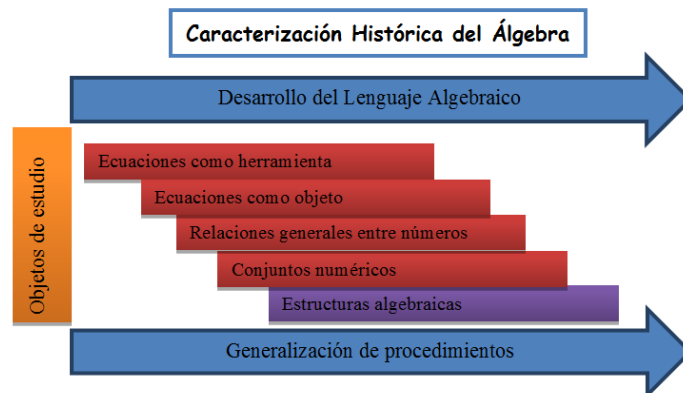 Caracterización Histórica del Álgebra
Desarrollo del Lenguaje Algebraico
Objetos de estudio
Ecuaciones como herramienta
Ecuaciones como objeto
Relaciones generales entre números
Conjuntos numéricos
Estructuras algebraicas
Generalización de procedimientos